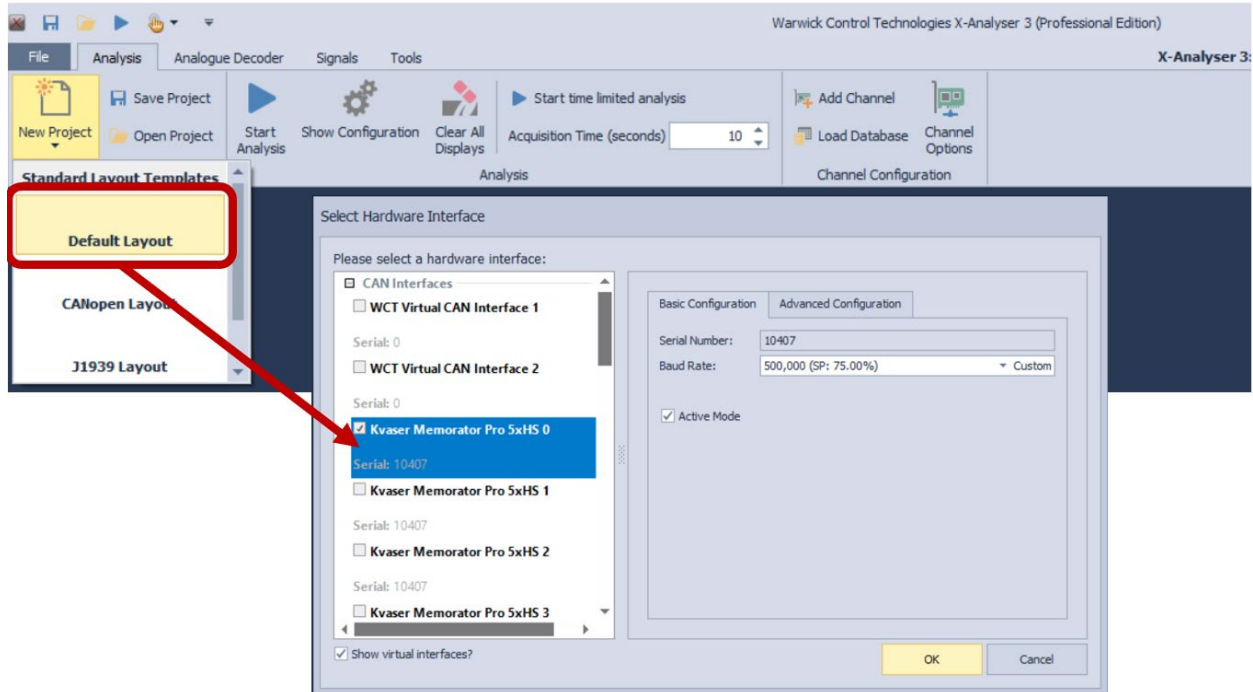 Warwick Control Technologies X-Analyser 3 (Professional Edition)
File Analysis Analogue Decoder Signals Tools X-Analyser 3:
New Project
Save Project
Open Project
Start Analysis
Show Configuration
Clear All Displays
Start time limited analysis
Acquisition Time (seconds) 10
Analysis
Add Channel
Load Database
Channel Options
Channel Configuration
Standard Layout Templates
Default Layout
CANopen Layout
J1939 Layout
Select Hardware Interface
Please select a hardware interface:
CAN Interfaces
WCT Virtual CAN Interface 1
Serial: 0
WCT Virtual CAN Interface 2
Serial: 0
Kvaser Memorator Pro 5xHS 0
Serial: 10407
Kvaser Memorator Pro 5xHS 1
Serial: 10407
Kvaser Memorator Pro 5xHS 2
Serial: 10407
Kvaser Memorator Pro 5xHS 3
Show virtual interfaces?
Basic Configuration Advanced Configuration
Serial Number: 10407
Baud Rate: 500,000 (SP: 75.00%) Custom
Active Mode
OK Cancel